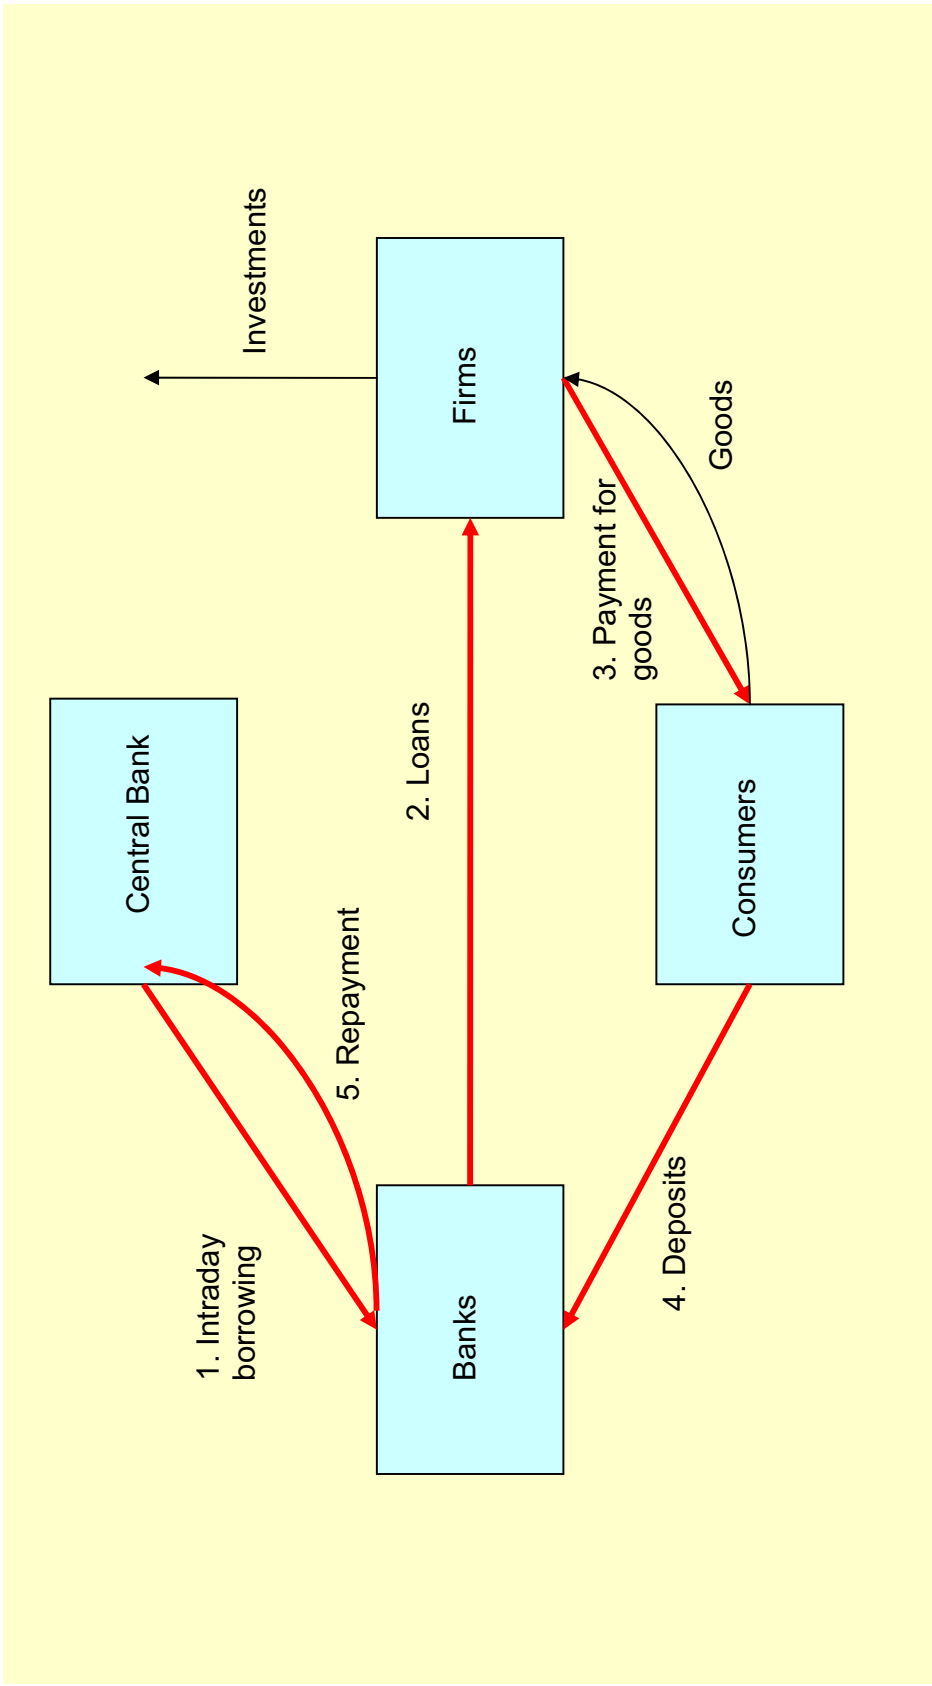 Central Bank
1. Intraday
borrowing
5. Repayment
Investments
2. Loans
Banks
Firms
3. Payment for
goods
4. Deposits
Goods
Consumers